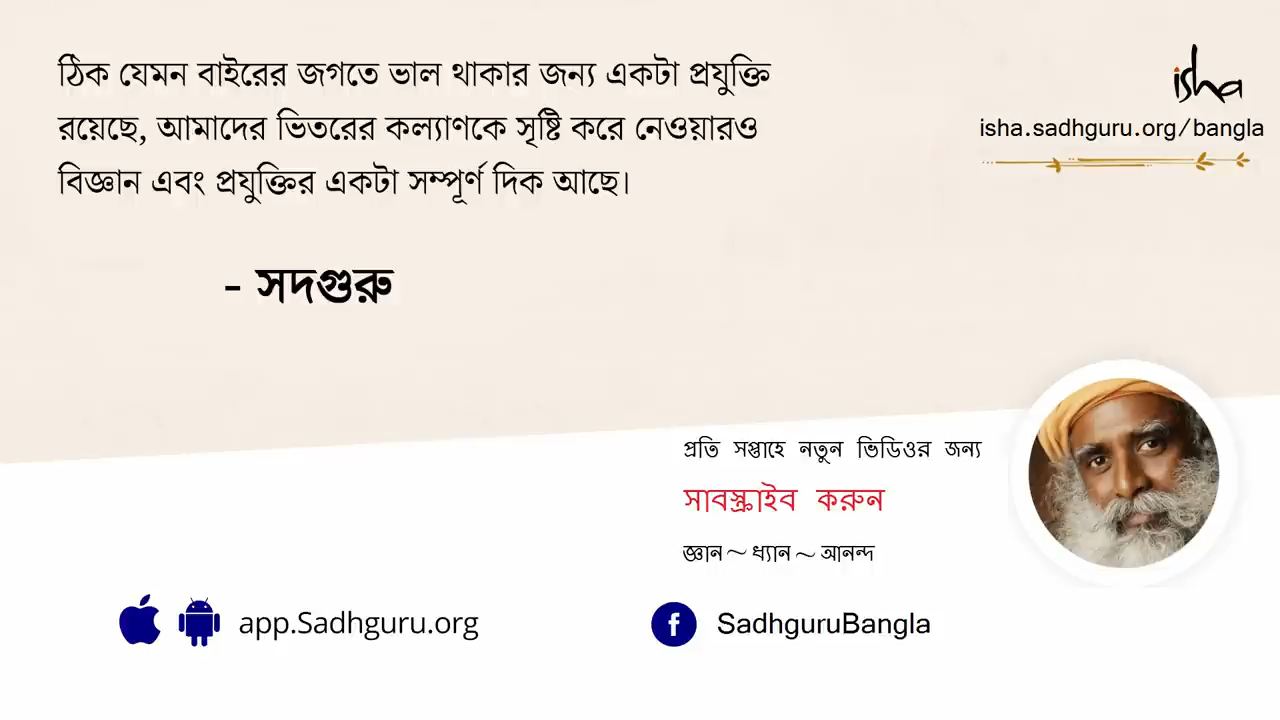 ঠিক যেমন বাইরের জগতে ভাল থাকার জন্য একটা প্রযুক্তি
রয়েছে, আমাদের ভিতরের কল্যাণকে সৃষ্টি করে নেওয়ারও
বিজ্ঞান এবং প্রযুক্তির একটা সম্পূর্ণ দিক আছে।
- সদগুরু
isha
isha.sadhguru.org/bangla
প্রতি সপ্তাহে নতুন ভিডিওর জন্য
সাবস্ক্রাইব করুন
জ্ঞান ~ ধ্যান ~ আনন্দ
app.Sadhguru.org
SadhguruBangla